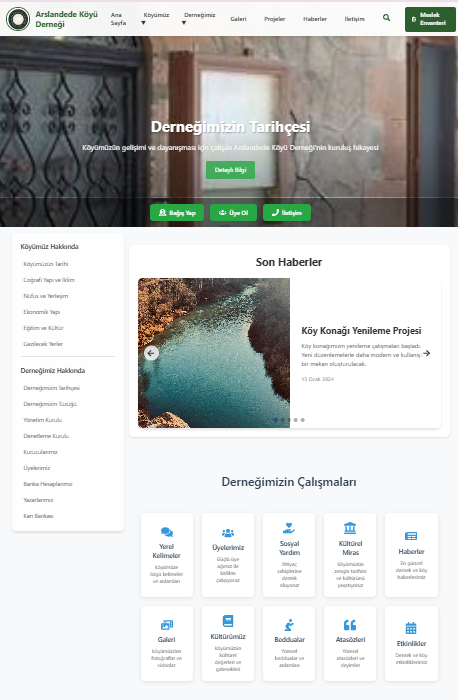 Arslandede Köyü
Derneği
Ana
Sayfa
Köyümüz
▼
Derneğimiz
▼
Galeri
Projeler
Haberler
İletişim
Meslek
Envanteri
Derneğimizin Tarihçesi
Köyümüzün gelişimi ve dayanışması için çalışan Arslandede Köyü Derneği'nin kuruluş hikayesi
Detaylı Bilgi
Bağış Yap
Üye Ol
İletişim
Köyümüz Hakkında
Köyümüzün Tarihi
Coğrafi Yapı ve İklim
Nüfus ve Yerleşim
Ekonomik Yapı
Eğitim ve Kültür
Gezilecek Yerler
Derneğimiz Hakkında
Derneğimizin Tarihçesi
Derneğimizin Tüzüğü
Yönetim Kurulu
Denetleme Kurulu
Kurucularımız
Üyelerimiz
Banka Hesaplarımız
Yazarlarımız
Kan Bankası
Son Haberler
Köy Konağı Yenileme Projesi
Köy konağımızın yenileme çalışmaları başladı.
Yeni düzenlemelerle daha modern ve kullanış
bir mekan oluşturulacak.
15 Ocak 2024
Derneğimizin Çalışmaları
Yerel
Kelimeler
Köyümüze
özgü kelimeler
ve anlamları
Üyelerimiz
Güçlü üye
ağımız ile
birlikte
çalışıyoruz
Sosyal
Yardım
İhtiyaç
sahiplerine
destek
oluyoruz
Kültürel
Miras
Köyümüzün
zengin tarihini
ve kültürünü
yaşatıyoruz
Haberler
En güncel
dernek ve köy
haberlerimiz
Galeri
Köyümüzden
fotoğraflar ve
videolar
Kültürümüz
Köyümüzün
kültürel
değerleri ve
gelenekleri
Beddualar
Yöresel
beddualar ve
anlamları
Atasözleri
Yöresel
atasözleri ve
deyimler
Etkinlikler
Dernek ve köy
etkinliklerimiz